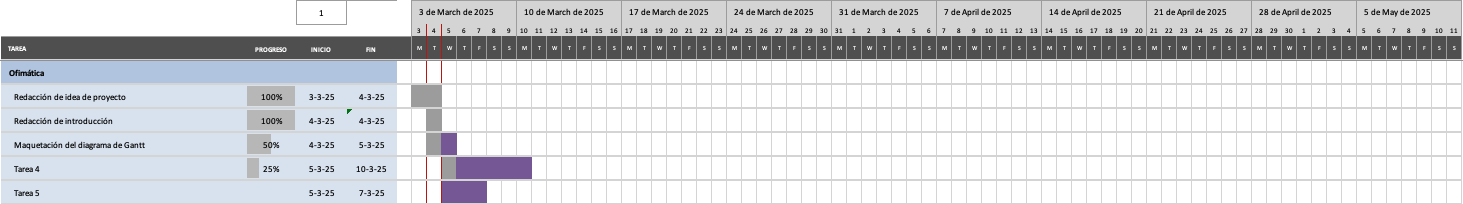 1
3 de March de 2025 10 de March de 2025 17 de March de 2025 24 de March de 2025 31 de March de 2025 7 de April de 2025 14 de April de 2025 21 de April de 2025 28 de April de 2025 5 de May de 2025
3 4 5 6 7 8 9 10 11 12 13 14 15 16 17 18 19 20 21 22 23 24 25 26 27 28 29 30 31 1 2 3 4 5 6 7 8 9 10 11 12 13 14 15 16 17 18 19 20 21 22 23 24 25 26 27 28 29 30 1 2 3 4 5 6 7 8 9 10 11
TAREA PROGRESO INICIO FIN M T W T F S S M T W T F S S M T W T F S S M T W T F S S M T W T F S S M T W T F S S M T W T F S S M T W T F S S M T W T F S S M T W T F S S
Ofimática
Redacción de idea de proyecto 100% 3-3-25 4-3-25
Redacción de introducción 100% 4-3-25 4-3-25
Maquetación del diagrama de Gantt 50% 4-3-25 5-3-25
Tarea 4 25% 5-3-25 10-3-25
Tarea 5 5-3-25 7-3-25